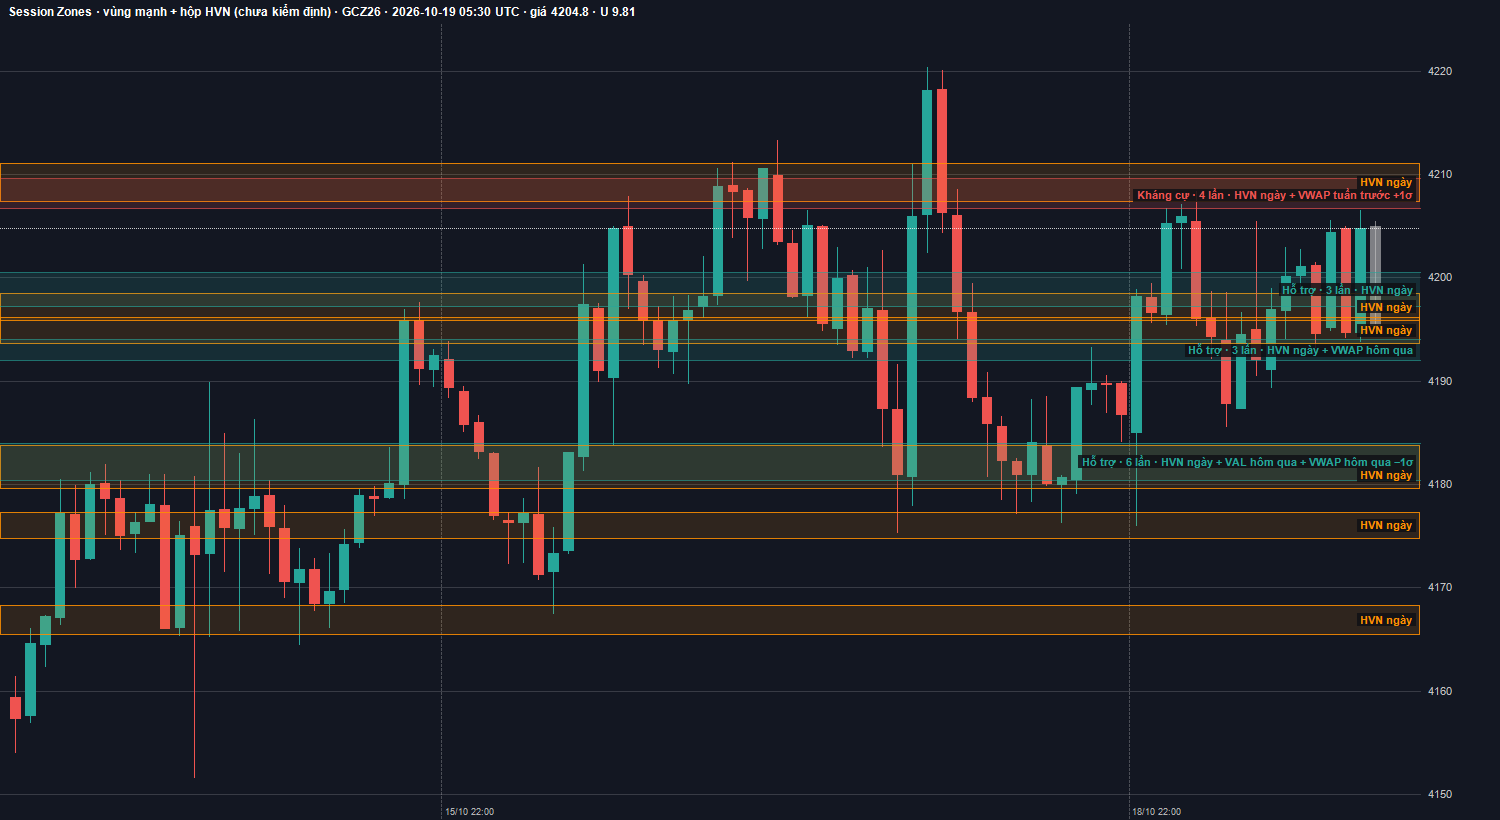 Session Zones · vùng mạnh + hộp HVN (chưa kiểm định) · GCZ26 · 2026-10-19 05:30 UTC · giá 4204.8 · U 9.81
4220
4210
HVN ngày
Kháng cự · 4 lần · HVN ngày + VWAP tuần trước +1σ
4200
Hỗ trợ · 3 lần · HVN ngày
HVN ngày
HVN ngày
Hỗ trợ · 3 lần · HVN ngày + VWAP hôm qua
4190
Hỗ trợ · 6 lần · HVN ngày + VAL hôm qua + VWAP hôm qua −1σ
HVN ngày
4180
HVN ngày
4170
HVN ngày
4160
4150
15/10 22:00
18/10 22:00